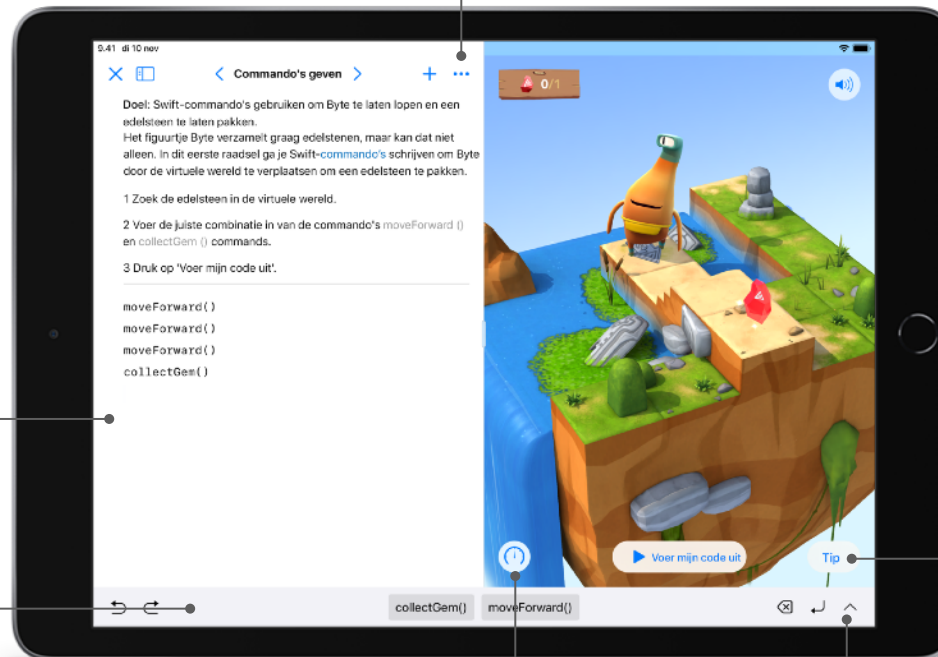 9.41 di 10 nov
Commando's geven
0/1
Doel: Swift-commando's gebruiken om Byte te laten lopen en een
edelsteen te laten pakken.
Het figuurtje Byte verzamelt graag edelstenen, maar kan dat niet
alleen. In dit eerste raadsel ga je Swift-commando's schrijven om Byte
door de virtuele wereld te verplaatsen om een edelsteen te pakken.
1 Zoek de edelsteen in de virtuele wereld.
2 Voer de juiste combinatie in van de commando's moveForward ()
en collectGem () commands.
3 Druk op 'Voer mijn code uit'.
moveForward()
moveForward()
moveForward()
collectGem()
Voer mijn code uit
Tip
collectGem()
moveForward()